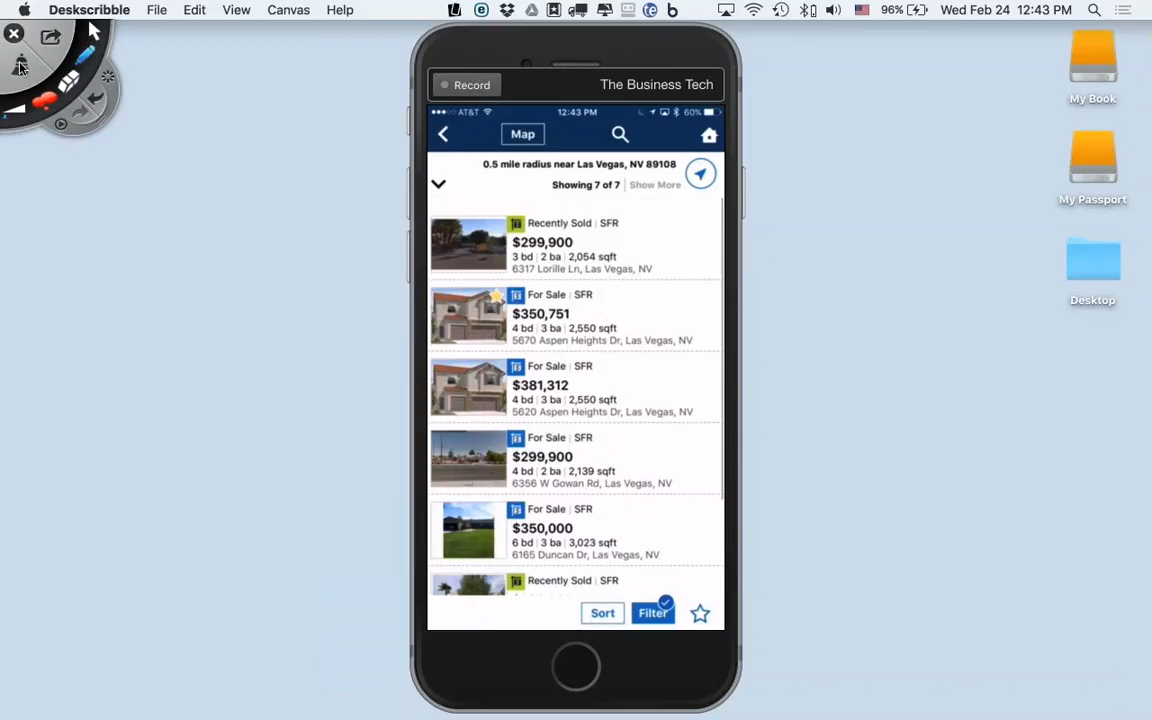 Deskscribble File Edit View Canvas Help
96% Wed Feb 24 12:43 PM
My Book
My Passport
Desktop
Record The Business Tech
AT&T 12:43 PM 60%
Map
0.5 mile radius near Las Vegas, NV 89108
Showing 7 of 7 | Show More
Recently Sold | SFR
$299,900
3 bd | 2 ba | 2,054 sqft
6317 Lorille Ln, Las Vegas, NV
For Sale | SFR
$350,751
4 bd | 3 ba | 2,550 sqft
5670 Aspen Heights Dr, Las Vegas, NV
For Sale | SFR
$381,312
4 bd | 3 ba | 2,550 sqft
5620 Aspen Heights Dr, Las Vegas, NV
For Sale | SFR
$299,900
4 bd | 2 ba | 2,139 sqft
6356 W Gowan Rd, Las Vegas, NV
For Sale | SFR
$350,000
6 bd | 3 ba | 3,023 sqft
6165 Duncan Dr, Las Vegas, NV
Recently Sold | SFR
Sort Filter